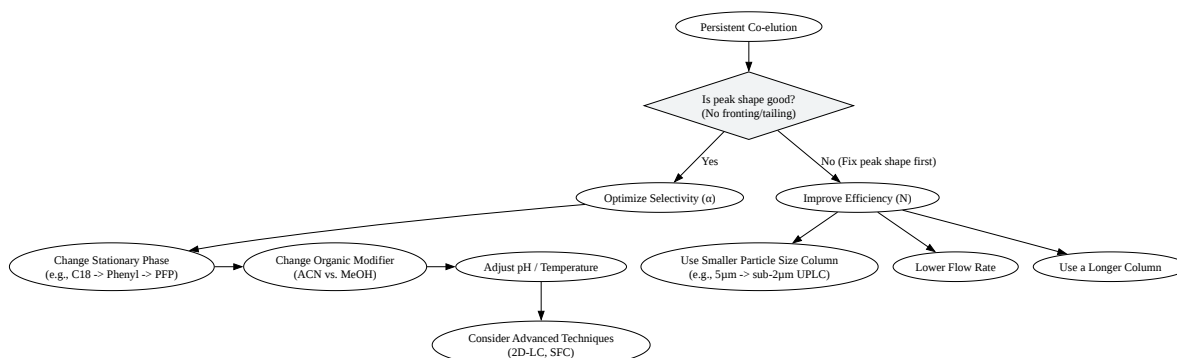 Persistent Co-elution
Is peak shape good?
(No fronting/tailing)
Yes
No (Fix peak shape first)
Optimize Selectivity (α)
Improve Efficiency (N)
Change Stationary Phase
(e.g., C18 -> Phenyl -> PFP)
Change Organic Modifier
(ACN vs. MeOH)
Adjust pH / Temperature
Use Smaller Particle Size Column
(e.g., 5μm -> sub-2μm UPLC)
Lower Flow Rate
Use a Longer Column
Consider Advanced Techniques
(2D-LC, SFC)